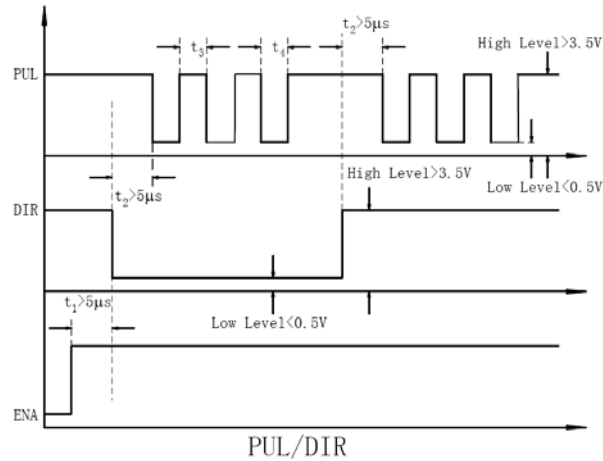 t₂>5μs
High Level>3.5V
PUL
t₃
t₄
t₂>5μs
High Level>3.5V
Low Level<0.5V
DIR
t₁>5μs
Low Level<0.5V
ENA
PUL/DIR